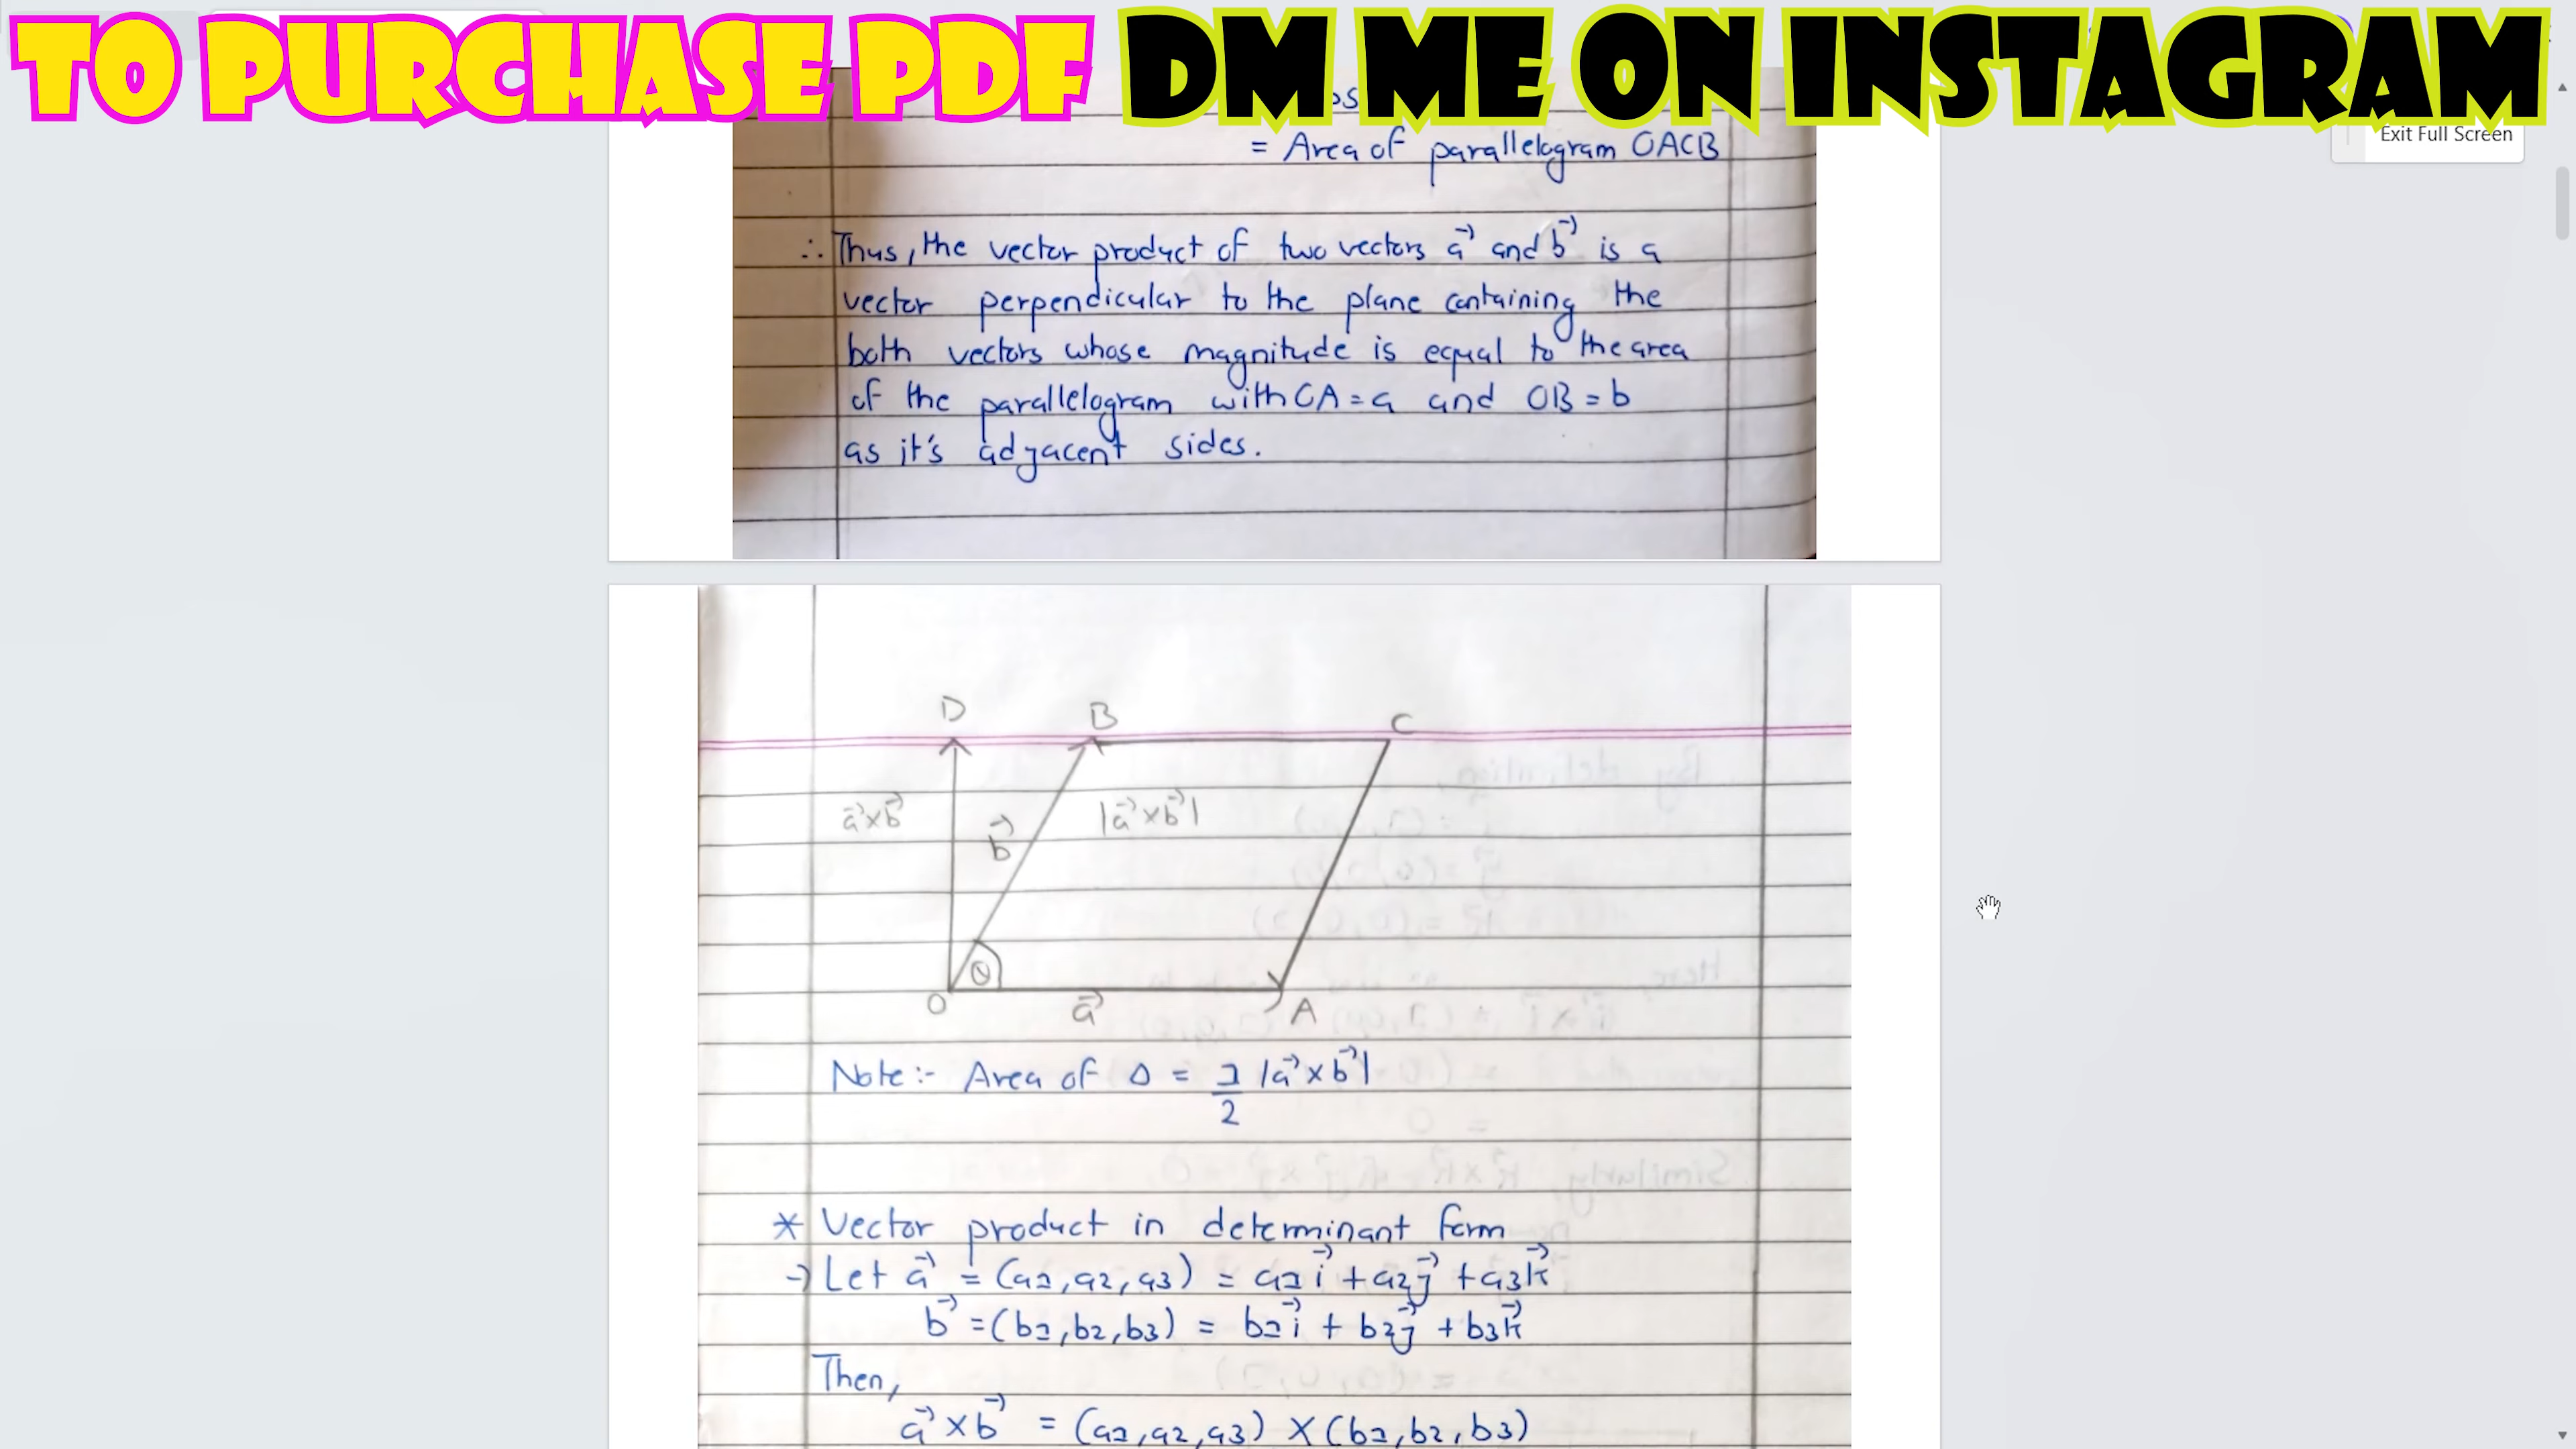 TO PURCHASE PDF DM ME ON INSTAGRAM
Exit Full Screen
= Area of parallelogram OACB
∴ Thus, the vector product of two vectors a⃗ and b⃗ is a
vector perpendicular to the plane containing the
both vectors whose magnitude is equal to the area
of the parallelogram with OA = a and OB = b
as it's adjacent sides.
D B C
a⃗×b⃗ b⃗ |a⃗×b⃗|
θ
O a⃗ A
Note:- Area of Δ = 1/2 |a⃗×b⃗|
* Vector product in determinant form
→ Let a⃗ = (a1, a2, a3) = a1i⃗ + a2j⃗ + a3k⃗
b⃗ = (b1, b2, b3) = b1i⃗ + b2j⃗ + b3k⃗
Then,
a⃗×b⃗ = (a1, a2, a3) × (b1, b2, b3)